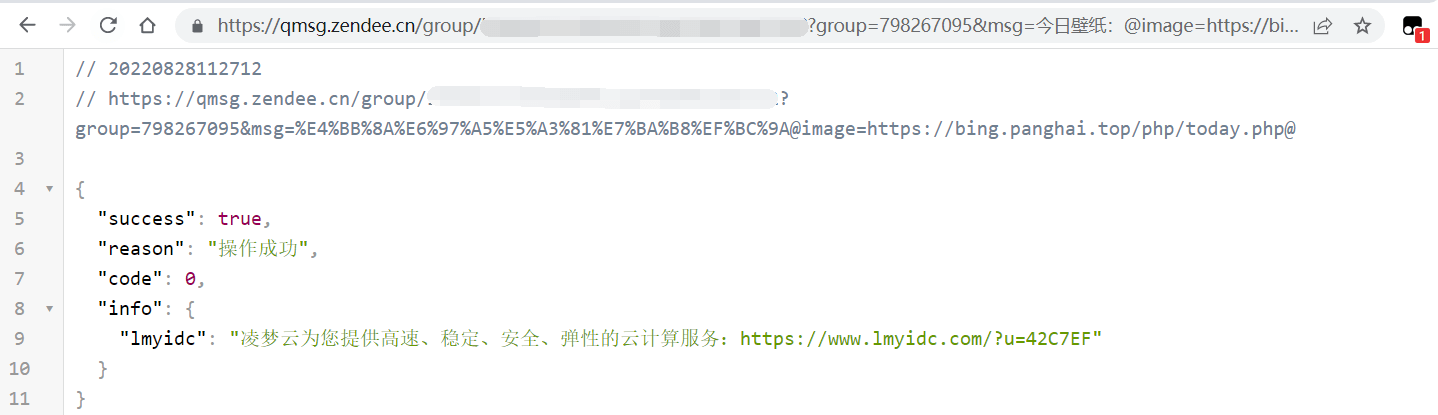 https://qmsg.zendee.cn/group/ ?group=798267095&msg=今日壁纸：@image=https://bi...
1
1 // 20220828112712
2 // https://qmsg.zendee.cn/group/ ?
group=798267095&msg=%E4%BB%8A%E6%97%A5%E5%A3%81%E7%BA%B8%EF%BC%9A@image=https://bing.panghai.top/php/today.php@
3
4 {
5 "success": true,
6 "reason": "操作成功",
7 "code": 0,
8 "info": {
9 "lmyidc": "凌梦云为您提供高速、稳定、安全、弹性的云计算服务：https://www.lmyidc.com/?u=42C7EF"
10 }
11 }